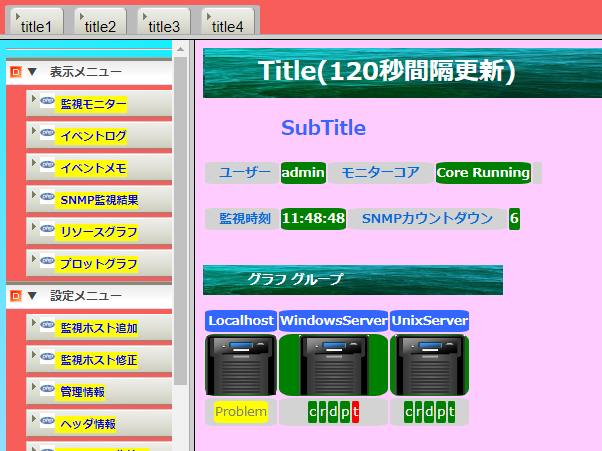 title1 title2 title3 title4
表示メニュー
監視モニター
イベントログ
イベントメモ
SNMP監視結果
リソースグラフ
プロットグラフ
設定メニュー
監視ホスト追加
監視ホスト修正
管理情報
ヘッダ情報
Title(120秒間隔更新)
SubTitle
ユーザー admin モニターコア Core Running
監視時刻 11:48:48 SNMPカウントダウン 6
グラフ グループ
Localhost WindowsServer UnixServer
Problem c r d p t c r d p t